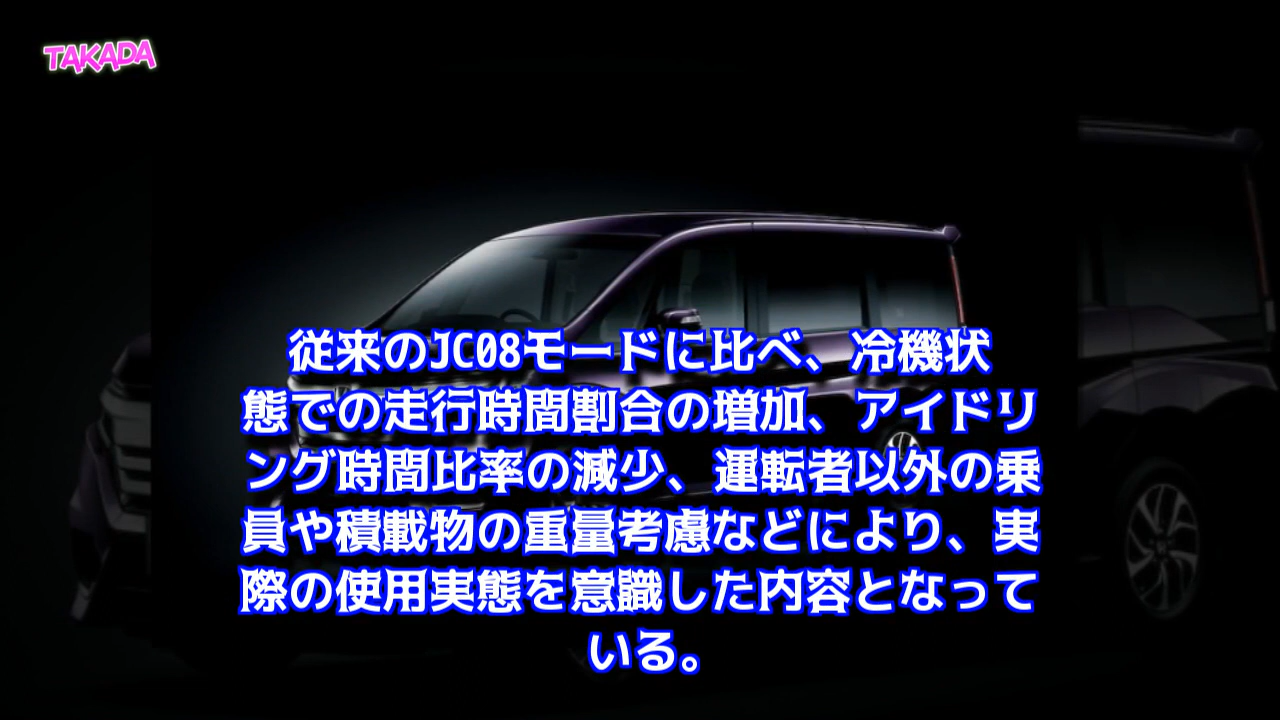 TAKADA
従来のJC08モードに比べ、冷機状
態での走行時間割合の増加、アイドリ
ング時間比率の減少、運転者以外の乗
員や積載物の重量考慮などにより、実
際の使用実態を意識した内容となって
いる。